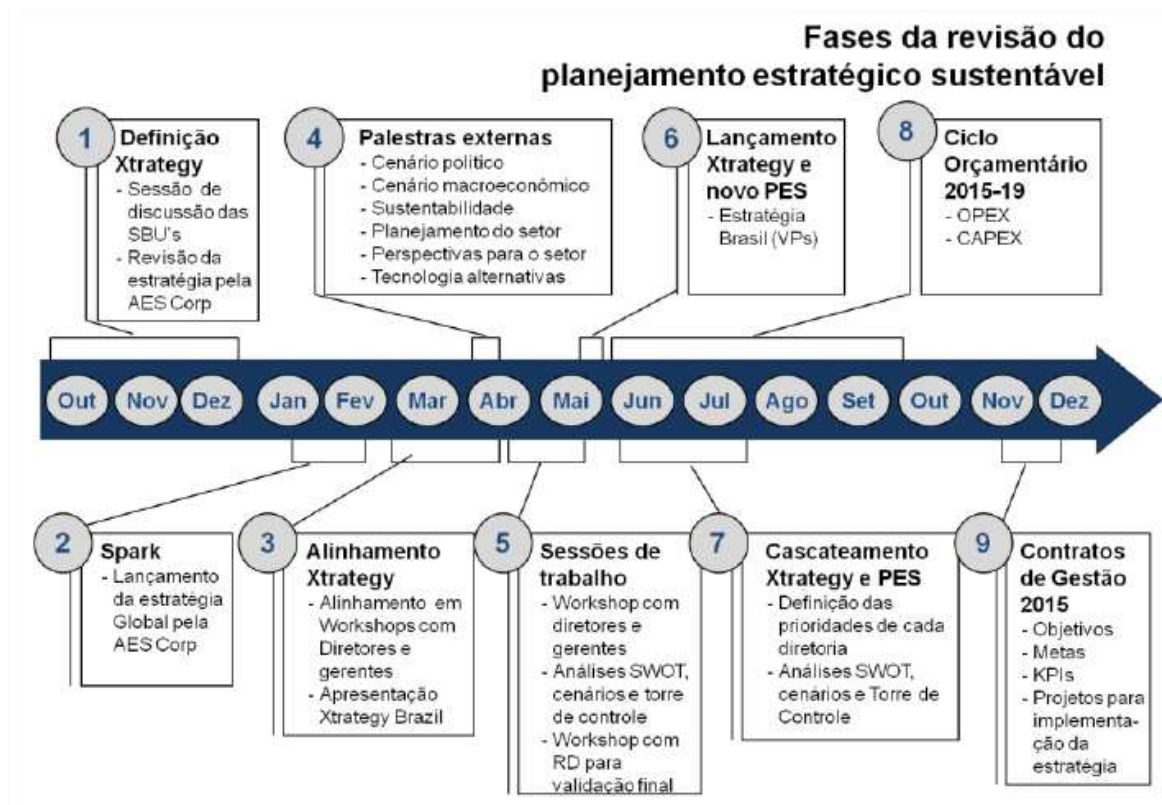 Fases da revisão do
planejamento estratégico sustentável
1
Definição
Xtrategy
- Sessão de
discussão das
SBU's
- Revisão da
estratégia pela
AES Corp
4
Palestras externas
- Cenário politico
- Cenário macroeconômico
- Sustentabilidade
- Planejamento do setor
- Perspectivas para o setor
- Tecnologia alternativas
6
Lançamento
Xtrategy e
novo PES
- Estratégia
Brasil (VPs)
8
Ciclo
Orçamentário
2015-19
- OPEX
- CAPEX
Out Nov Dez Jan Fev Mar Abr Mai Jun Jul Ago Set Out Nov Dez
2
Spark
- Lançamento
da estratégia
Global pela
AES Corp
3
Alinhamento
Xtrategy
- Alinhamento em
Workshops com
Diretores e
gerentes
- Apresentação
Xtrategy Brazil
5
Sessões de
trabalho
- Workshop com
diretores e
gerentes
- Análises SWOT,
cenários e torre
de controle
- Workshop com
RD para
validação final
7
Cascateamento
Xtrategy e PES
- Definição das
prioridades de cada
diretoria
- Análises SWOT,
cenários e Torre de
Controle
9
Contratos
de Gestão
2015
- Objetivos
- Metas
- KPIs
- Projetos para
implementa-
ção da
estratégia